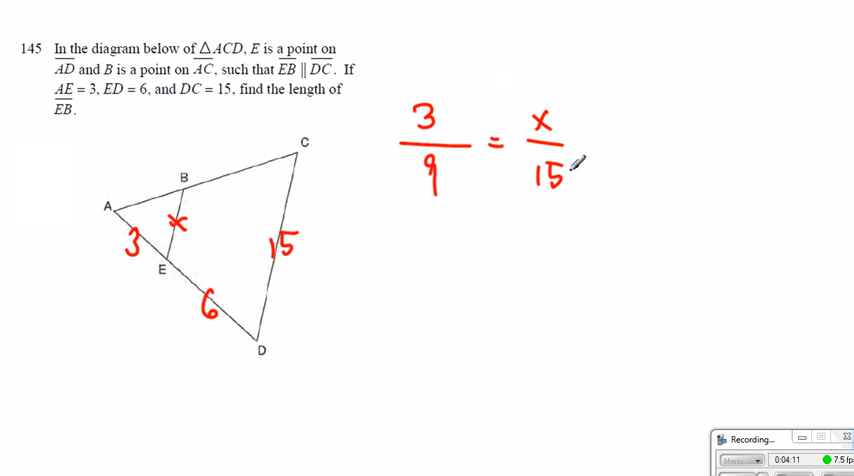 145 In the diagram below of △ACD, E is a point on
AD and B is a point on AC, such that EB || DC. If
AE = 3, ED = 6, and DC = 15, find the length of
EB.
3/9 = x/15
C
B
A
x
3
15
E
6
D
Recording...
Menu 0:04:11 7.5 fp